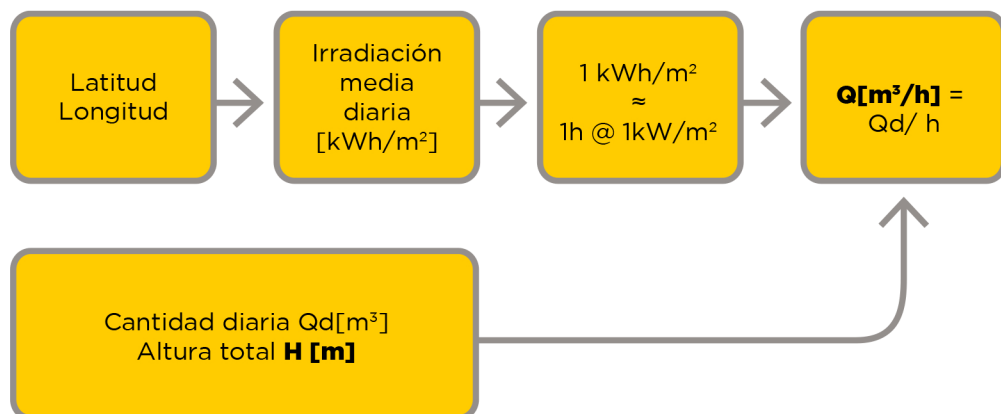 Latitud
Longitud
Irradiación
media
diaria
[kWh/m²]
1 kWh/m²
≈
1h @ 1kW/m²
Q[m³/h] =
Qd/ h
Cantidad diaria Qd[m³]
Altura total H [m]